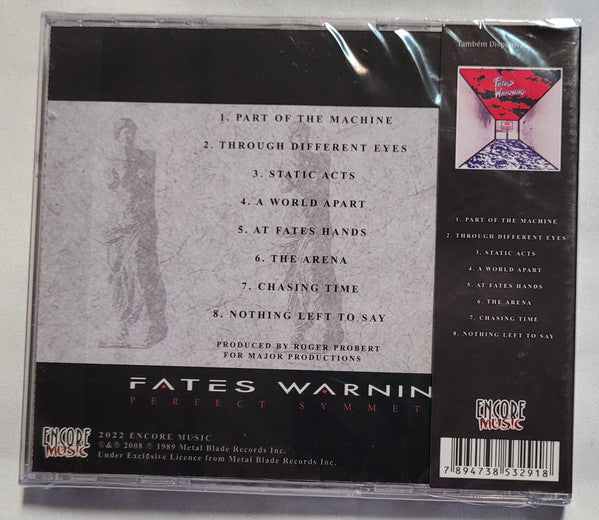 1. PART OF THE MACHINE
2. THROUGH DIFFERENT EYES
3. STATIC ACTS
4. A WORLD APART
5. AT FATES HANDS
6. THE ARENA
7. CHASING TIME
8. NOTHING LEFT TO SAY
PRODUCED BY ROGER PROBERT
FOR MAJOR PRODUCTIONS
FATES WARNIN
PERFECT SYMMET
ENCORE
MUSIC
2022 ENCORE MUSIC
©&℗ 2008 ℗ 1989 Metal Blade Records Inc.
Under Exclusive Licence from Metal Blade Records Inc.
Também
FATES
WARNING
1. PART OF THE MACHINE
2. THROUGH DIFFERENT EYES
3. STATIC ACTS
4. A WORLD APART
5. AT FATES HANDS
6. THE ARENA
7. CHASING TIME
8. NOTHING LEFT TO SAY
ENCORE
MUSIC
7 894738 532918